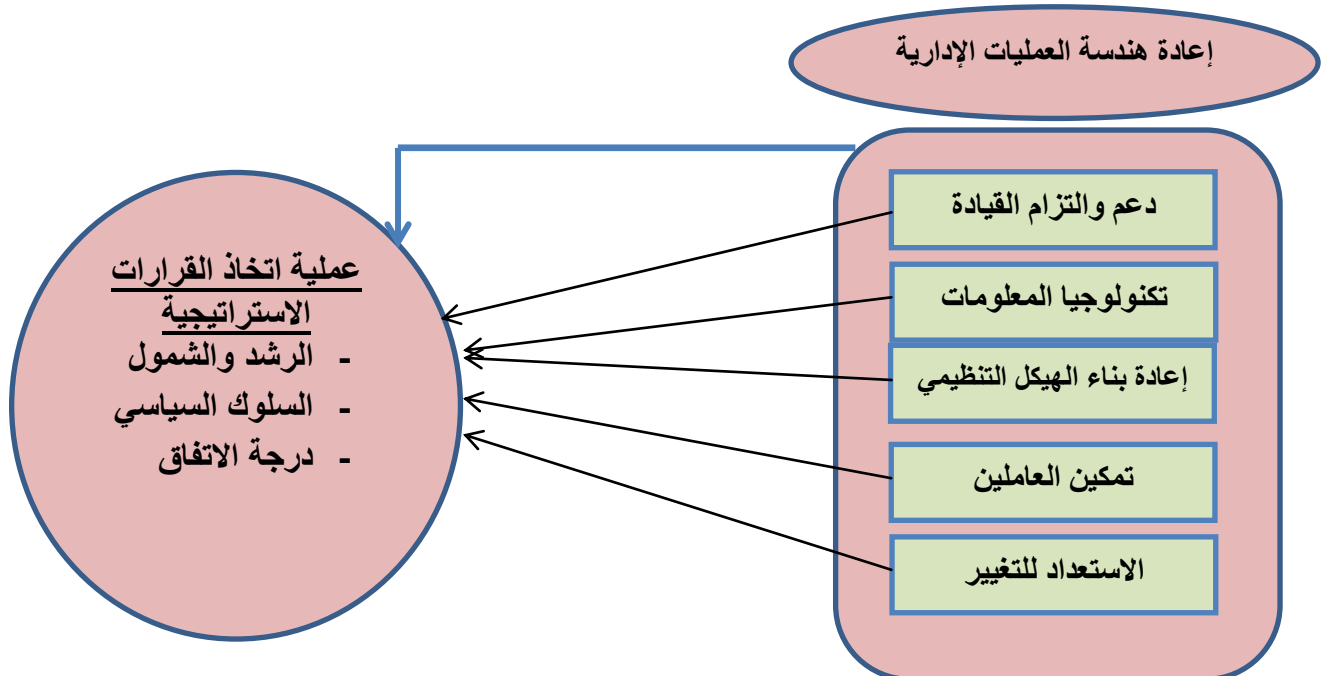 إعادة هندسة العمليات الإدارية
دعم والتزام القيادة
تكنولوجيا المعلومات
إعادة بناء الهيكل التنظيمي
تمكين العاملين
الاستعداد للتغيير
عملية اتخاذ القرارات
الاستراتيجية
- الرشد والشمول
- السلوك السياسي
- درجة الاتفاق